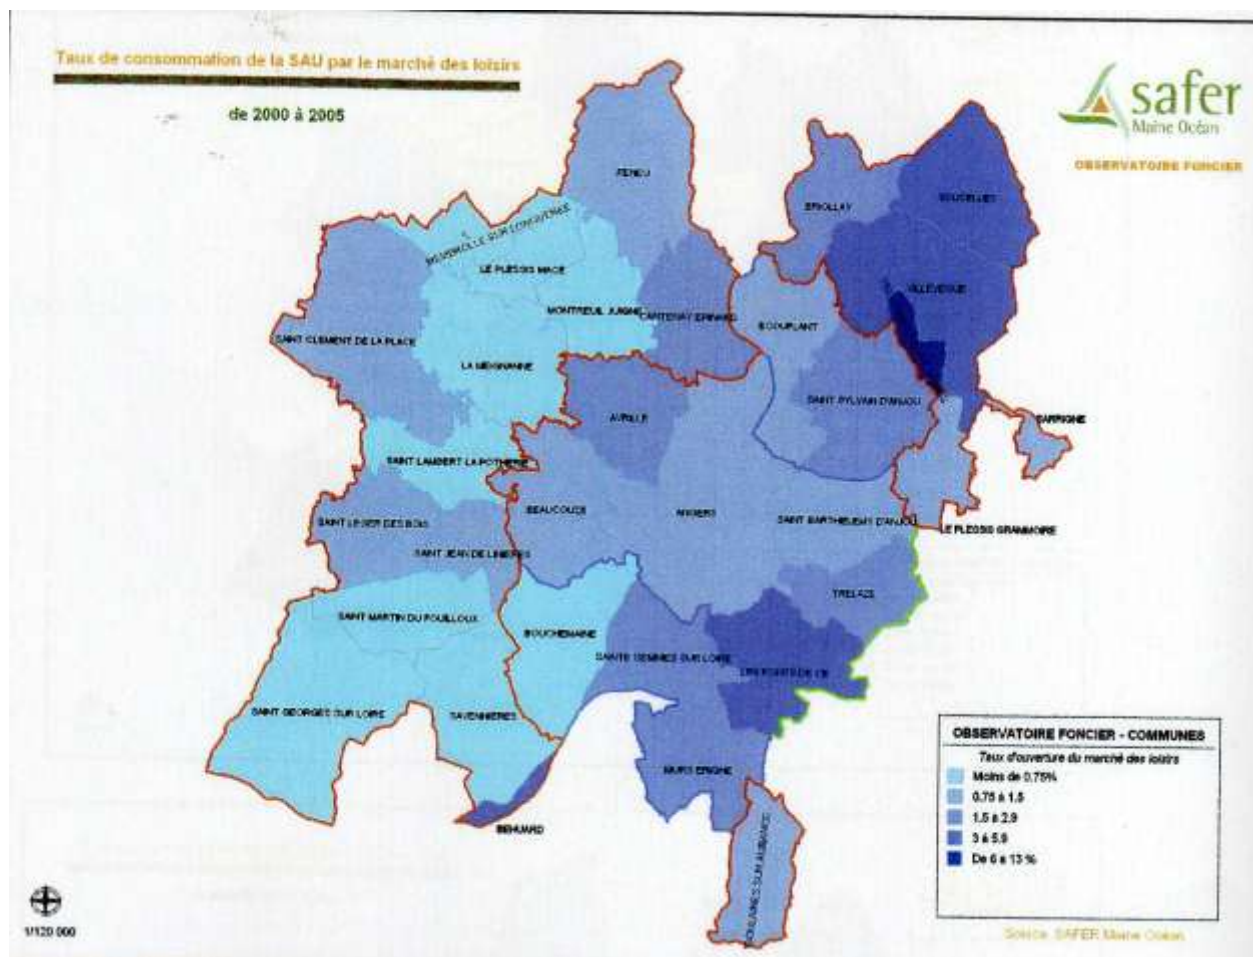 Taux de consommation de la SAU par le marché des loisirs
de 2000 à 2005
safer
Maine Océan
OBSERVATOIRE FONCIER
FENEU
BRIOLLAY
SOUCELLES
LE PLESSIS MACE
VILLEVEQUE
MONTREUIL JUIGNE
CANTENAY EPINARD
ECOUFLANT
SAINT CLEMENT DE LA PLACE
LA MEIGNANNE
SAINT SYLVAIN D'ANJOU
AVRILLE
SARRIGNE
SAINT LAMBERT LA POTHERIE
BEAUCOUZE
ANGERS
SAINT BARTHELEMY D'ANJOU
SAINT LEGER DES BOIS
LE PLESSIS GRAMMOIRE
SAINT JEAN DE LINIERES
TRELAZE
SAINT MARTIN DU FOUILLOUX
BOUCHEMAINE
SAINTE GEMMES SUR LOIRE
LES PONTS DE CE
SAINT GEORGES SUR LOIRE
SAVENNIERES
MURS ERIGNE
BEHUARD
SOULAINES SUR AUBANCE
OBSERVATOIRE FONCIER - COMMUNES
Taux d'ouverture du marché des loisirs
Moins de 0.75%
0.75 à 1.5
1.5 à 2.9
3 à 5.9
De 6 à 13 %
1/120 000
Source SAFER Maine Océan